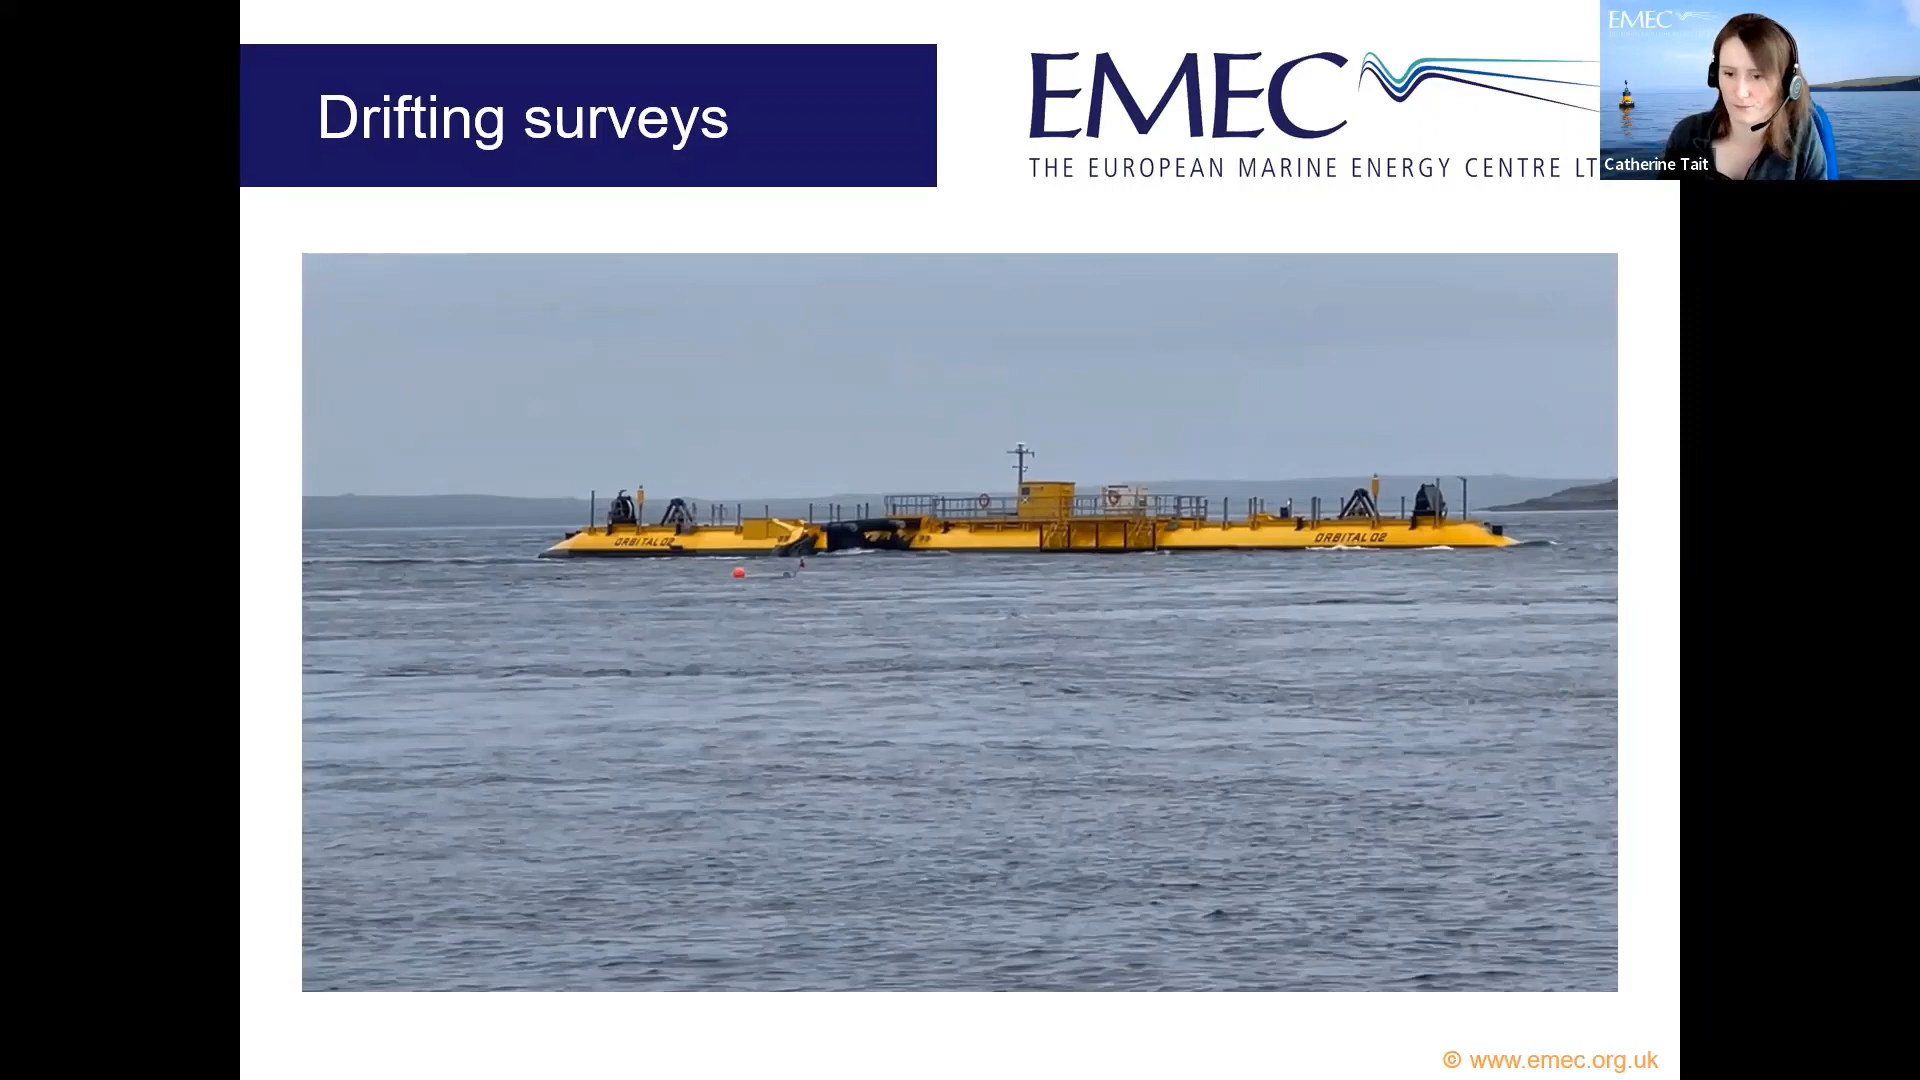 Drifting surveys
EMEC
THE EUROPEAN MARINE ENERGY CENTRE LT
EMEC
Catherine Tait
ORBITAL O2
ORBITAL O2
© www.emec.org.uk